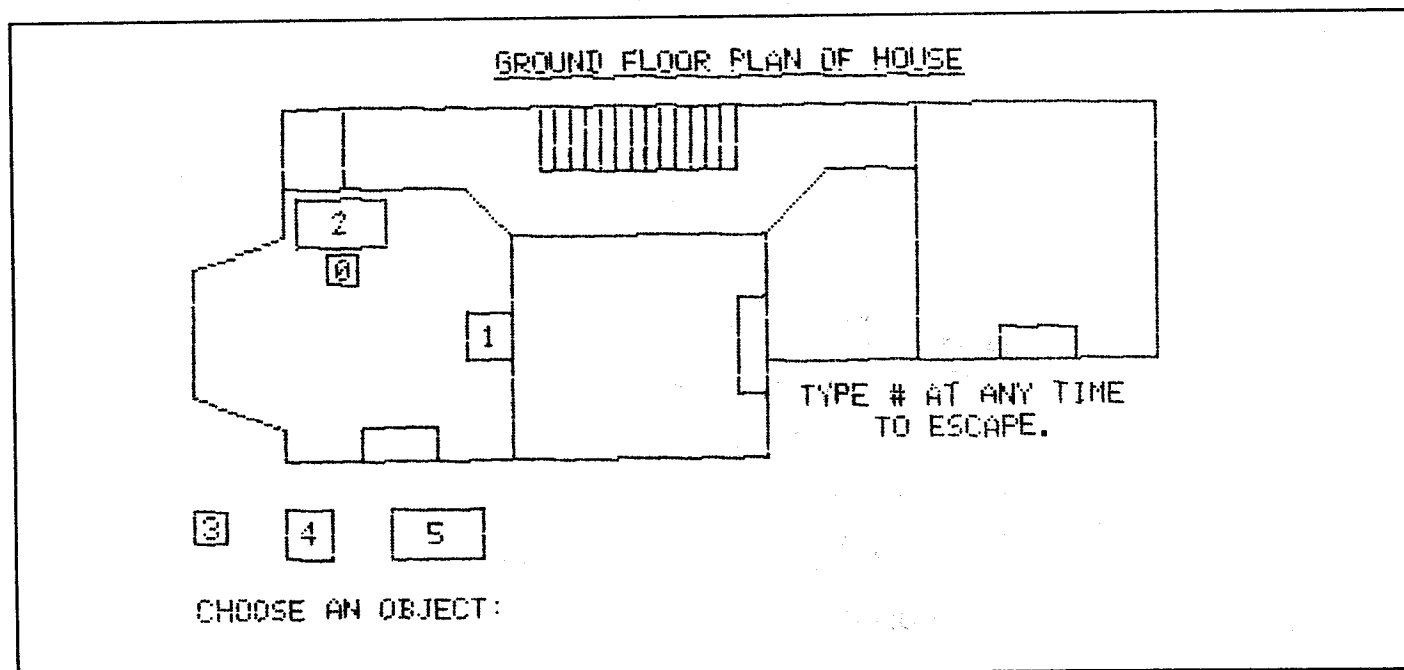 GROUND FLOOR PLAN OF HOUSE
2
0
1
TYPE # AT ANY TIME
TO ESCAPE.
3 4 5
CHOOSE AN OBJECT: